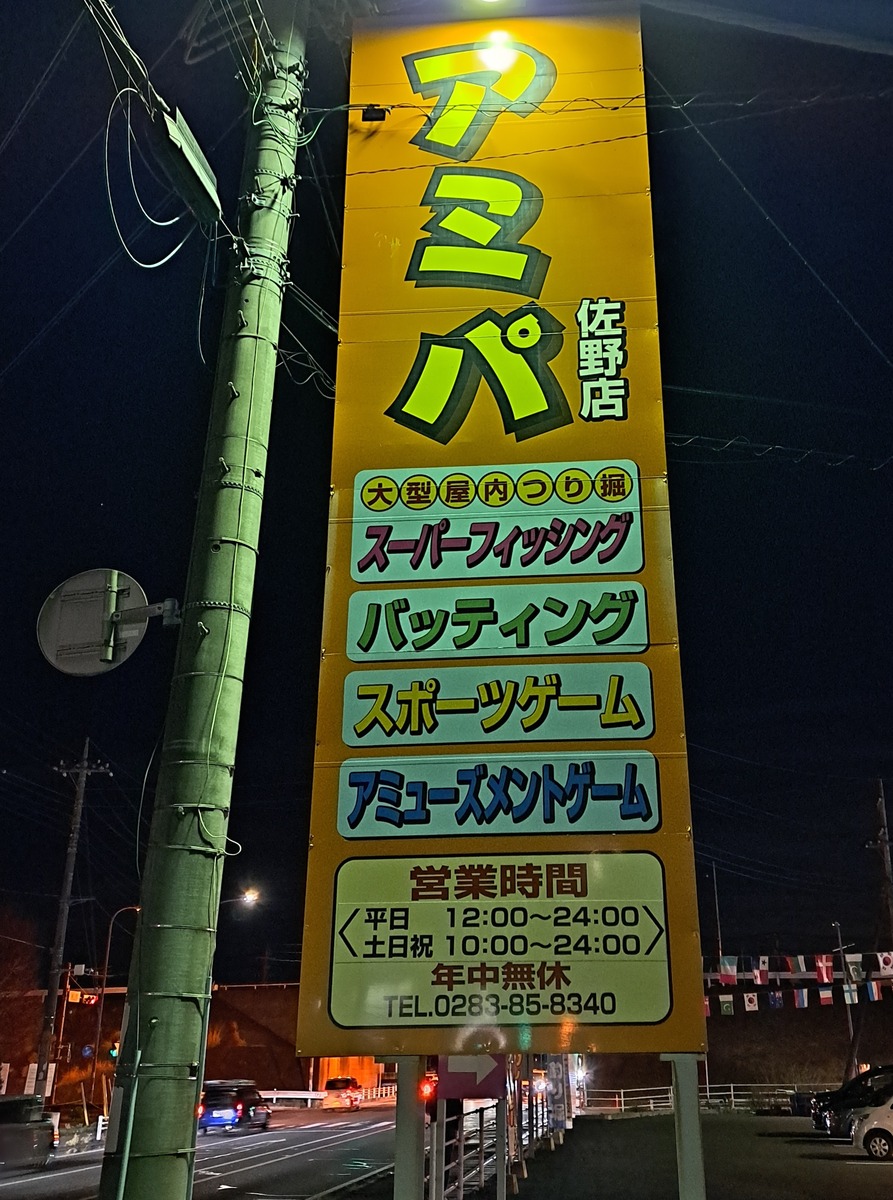 アミパ
佐野店
大型屋内つり掘
スーパーフィッシング
バッティング
スポーツゲーム
アミューズメントゲーム
営業時間
平日 12:00～24:00
土日祝 10:00～24:00
年中無休
TEL.0283-85-8340